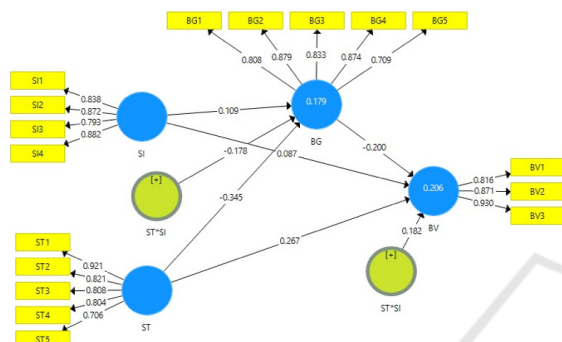 BG1 BG2 BG3 BG4 BG5
0.808 0.879 0.833 0.874 0.709
SI1
SI2
SI3
SI4
0.838
0.872
0.793
0.882
SI
0.109
0.179
BG
-0.178
0.087
-0.200
[+]
ST*SI
-0.345
0.206
BV
0.816
0.871
0.930
BV1
BV2
BV3
0.267
0.182
[+]
ST*SI
ST1
ST2
ST3
ST4
ST5
0.921
0.821
0.808
0.804
0.706
ST